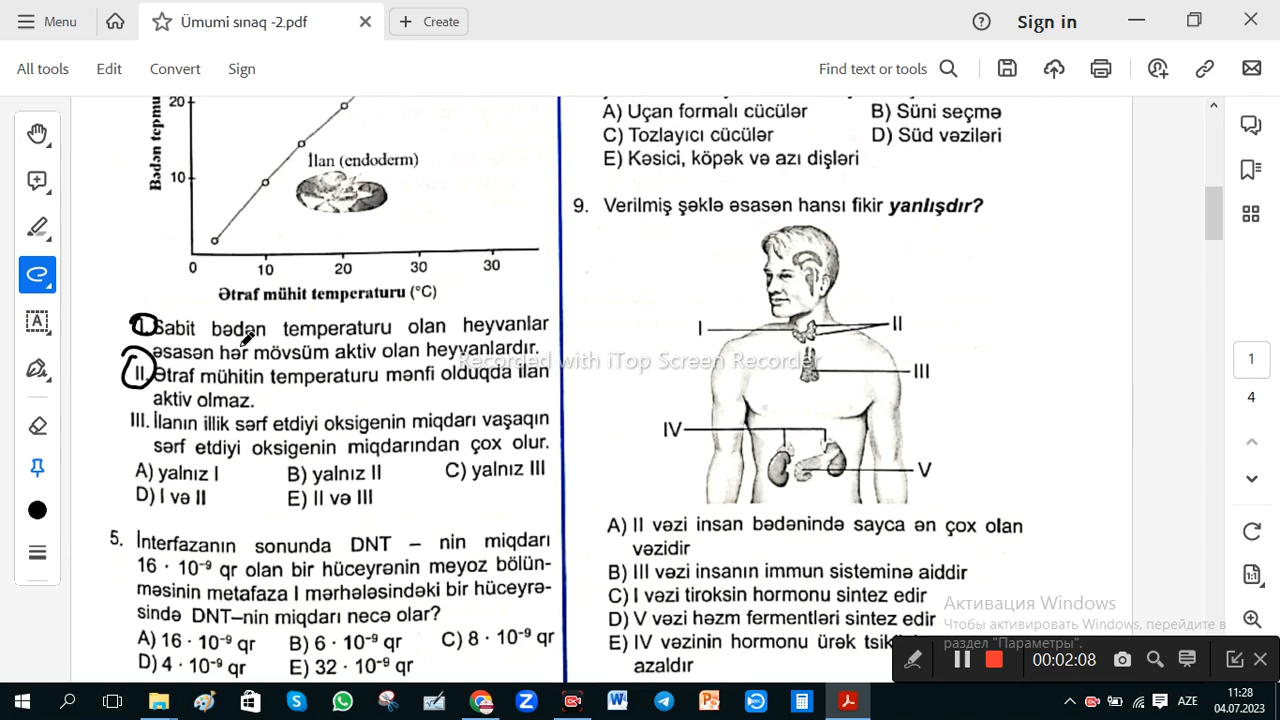 Menu
Ümumi sınaq -2.pdf
Create
Sign in
All tools
Edit
Convert
Sign
Find text or tools
20
10
Bədən tepmu
İlan (endoderm)
0
10
20
30
30
Ətraf mühit temperaturu (°C)
I. Sabit bədən temperaturu olan heyvanlar
əsasən hər mövsüm aktiv olan heyvanlardır.
II. Ətraf mühitin temperaturu mənfi olduqda ilan
aktiv olmaz.
III. İlanın illik sərf etdiyi oksigenin miqdarı vaşaqın
sərf etdiyi oksigenin miqdarından çox olur.
A) yalnız I B) yalnız II C) yalnız III
D) I və II E) II və III
5. İnterfazanın sonunda DNT – nin miqdarı
16 · 10⁻⁹ qr olan bir hüceyrənin meyoz bölün-
məsinin metafaza I mərhələsindəki bir hüceyrə-
sində DNT–nin miqdarı necə olar?
A) 16 · 10⁻⁹ qr B) 6 · 10⁻⁹ qr C) 8 · 10⁻⁹ qr
D) 4 · 10⁻⁹ qr E) 32 · 10⁻⁹ qr
A) Uçan formalı cücülər B) Süni seçmə
C) Tozlayıcı cücülər D) Süd vəziləri
E) Kəsici, köpək və azı dişləri
9. Verilmiş şəklə əsasən hansı fikir yanlışdır?
I
II
III
IV
V
A) II vəzi insan bədənində sayca ən çox olan
vəzidir
B) III vəzi insanın immun sisteminə aiddir
C) I vəzi tiroksin hormonu sintez edir
D) V vəzi həzm fermentləri sintez edir
E) IV vəzinin hormonu ürək
azaldır
Recorded with iTop Screen Recorder
Активация Windows
Чтобы активировать Windows, перейдите в
раздел "Параметры".
1
4
00:02:08
AZE
11:28
04.07.2023